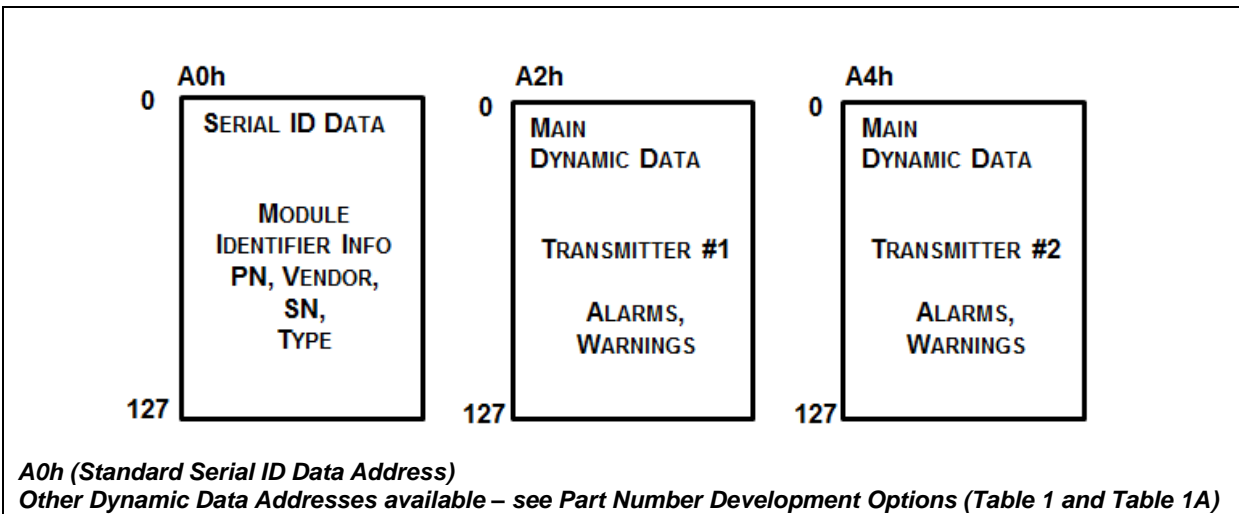 A0h
0
SERIAL ID DATA
MODULE
IDENTIFIER INFO
PN, VENDOR,
SN,
TYPE
127
A2h
0
MAIN
DYNAMIC DATA
TRANSMITTER #1
ALARMS,
WARNINGS
127
A4h
0
MAIN
DYNAMIC DATA
TRANSMITTER #2
ALARMS,
WARNINGS
127
A0h (Standard Serial ID Data Address)
Other Dynamic Data Addresses available – see Part Number Development Options (Table 1 and Table 1A)